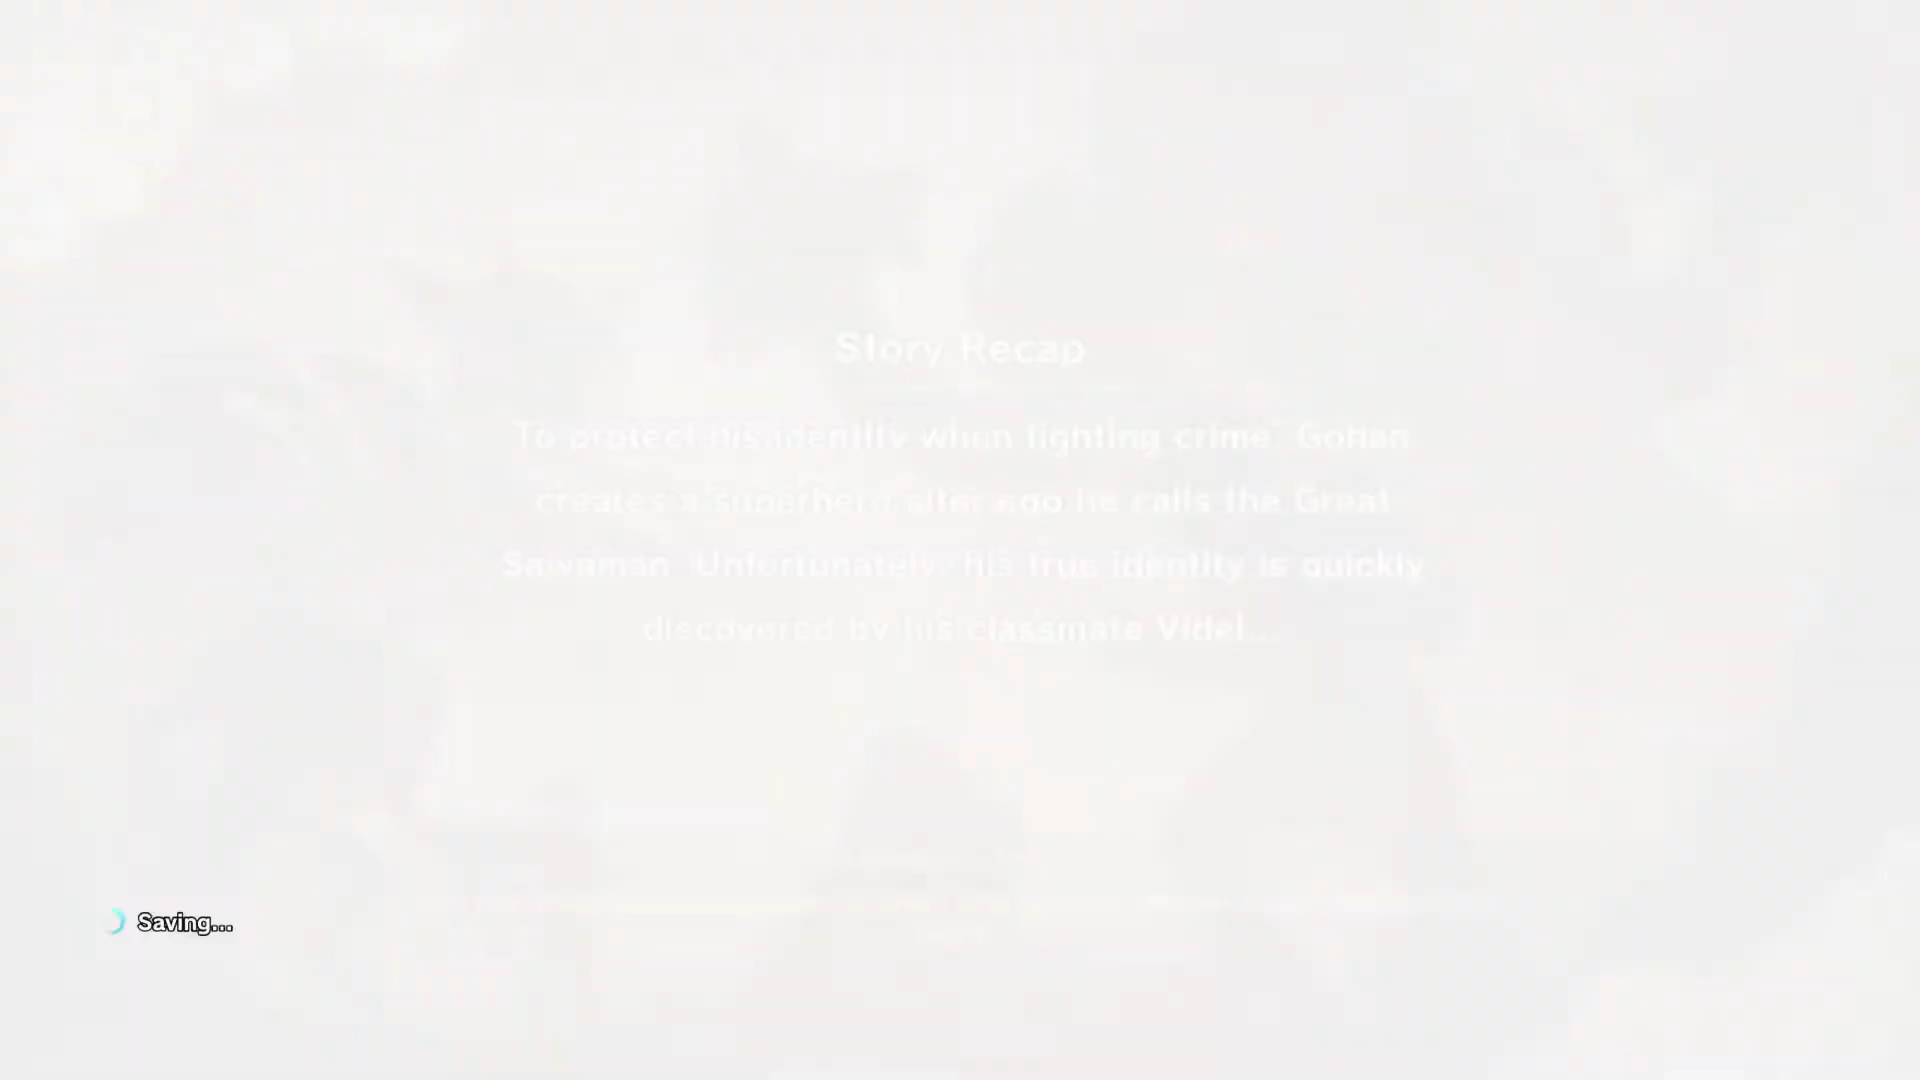 Story Recap
To protect his identity when fighting crime, Gohan
creates a superhero alter ego he calls the Great
Saiyaman. Unfortunately, his true identity is quickly
discovered by his classmate Videl...
Saving...